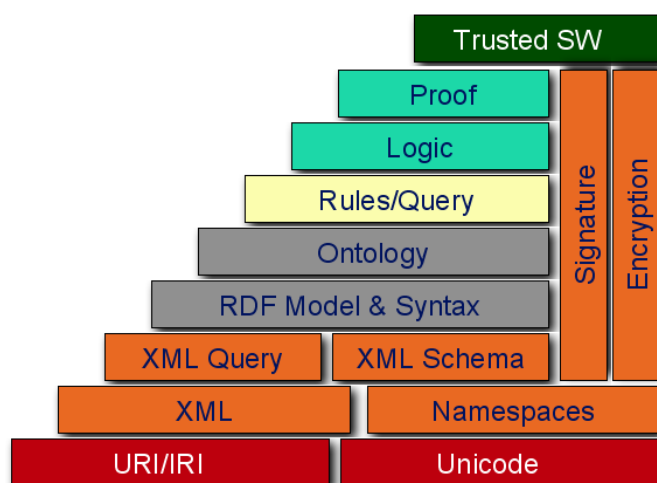 Trusted SW
Proof
Logic
Rules/Query
Ontology
RDF Model & Syntax
XML Query
XML Schema
Signature
Encryption
XML
Namespaces
URI/IRI
Unicode